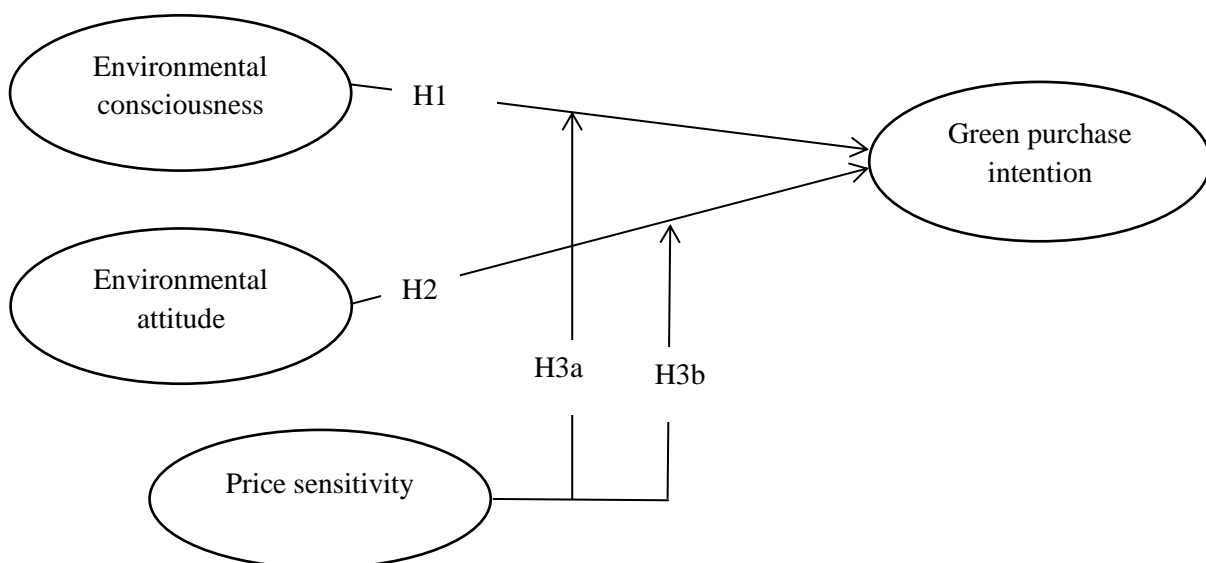 Environmental
consciousness
H1
Green purchase
intention
Environmental
attitude
H2
H3a
H3b
Price sensitivity